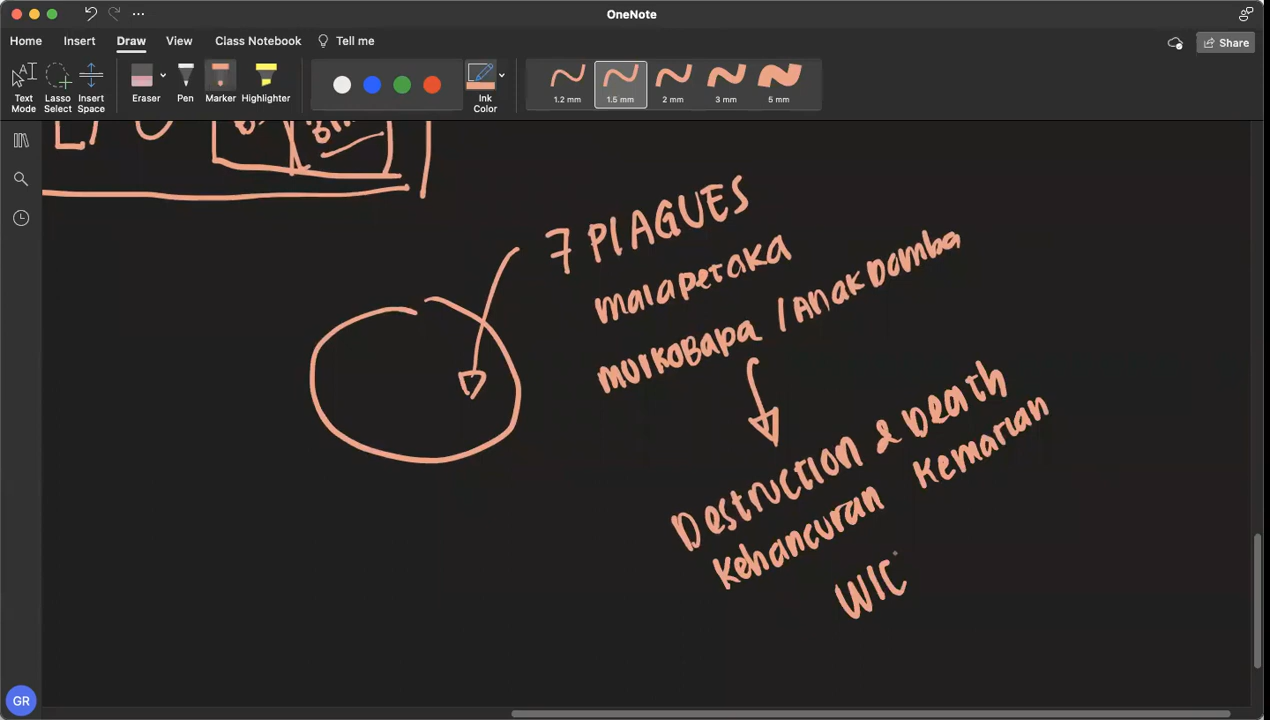 OneNote
Home Insert Draw View Class Notebook Tell me
Share
Text Mode
Lasso Select
Insert Space
Eraser
Pen
Marker
Highlighter
Ink Color
1.2 mm
1.5 mm
2 mm
3 mm
5 mm
7 PlAGUES
malapetaka
murkoBapa / Anak Domba
Destruction & Death
Kehancuran Kematian
WIC
GR